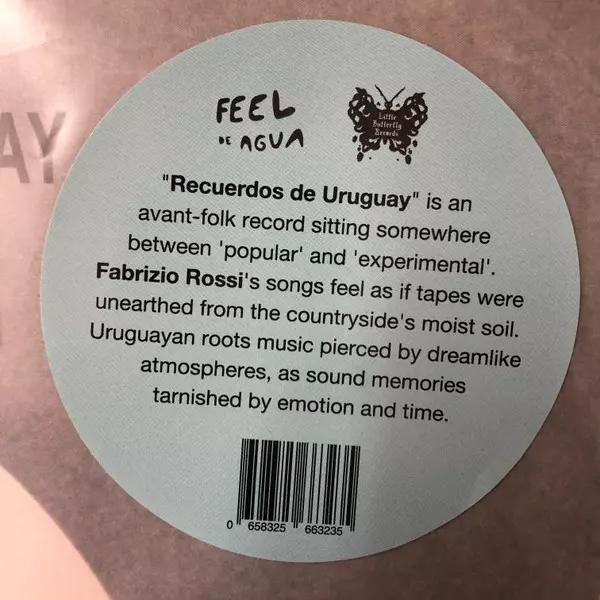 FEEL
DE AGUA
Little
Butterfly
Records
AY
"Recuerdos de Uruguay" is an
avant-folk record sitting somewhere
between 'popular' and 'experimental'.
Fabrizio Rossi's songs feel as if tapes were
unearthed from the countryside's moist soil.
Uruguayan roots music pierced by dreamlike
atmospheres, as sound memories
tarnished by emotion and time.
0 658325 663235